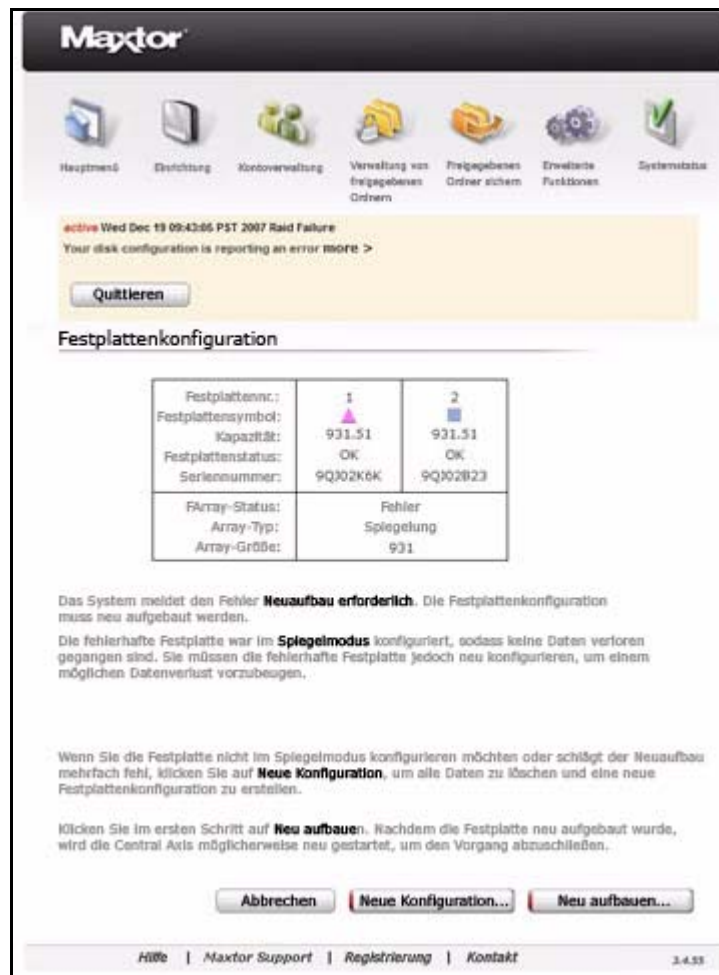 Maxtor
Hauptmenü
Einrichtung
Kontoverwaltung
Verwaltung von
freigegebenen
Ordnern
Freigegebenen
Ordner sichern
Erweiterte
Funktionen
Systemstatus
active Wed Dec 19 09:43:05 PST 2007 Raid Failure
Your disk configuration is reporting an error more >
Quittieren
Festplattenkonfiguration
Festplattennr.: 1 2
Festplattensymbol:
Kapazität: 931.51 931.51
Festplattenstatus: OK OK
Seriennummer: 9QJ02K6K 9QJ02B23
FArray-Status: Fehler
Array-Typ: Spiegelung
Array-Größe: 931
Das System meldet den Fehler Neuaufbau erforderlich. Die Festplattenkonfiguration
muss neu aufgebaut werden.
Die fehlerhafte Festplatte war im Spiegelmodus konfiguriert, sodass keine Daten verloren
gegangen sind. Sie müssen die fehlerhafte Festplatte jedoch neu konfigurieren, um einem
möglichen Datenverlust vorzubeugen.
Wenn Sie die Festplatte nicht im Spiegelmodus konfigurieren möchten oder schlägt der Neuaufbau
mehrfach fehl, klicken Sie auf Neue Konfiguration, um alle Daten zu löschen und eine neue
Festplattenkonfiguration zu erstellen.
Klicken Sie im ersten Schritt auf Neu aufbauen. Nachdem die Festplatte neu aufgebaut wurde,
wird die Central Axis möglicherweise neu gestartet, um den Vorgang abzuschließen.
Abbrechen
Neue Konfiguration...
Neu aufbauen...
Hilfe | Maxtor Support | Registrierung | Kontakt